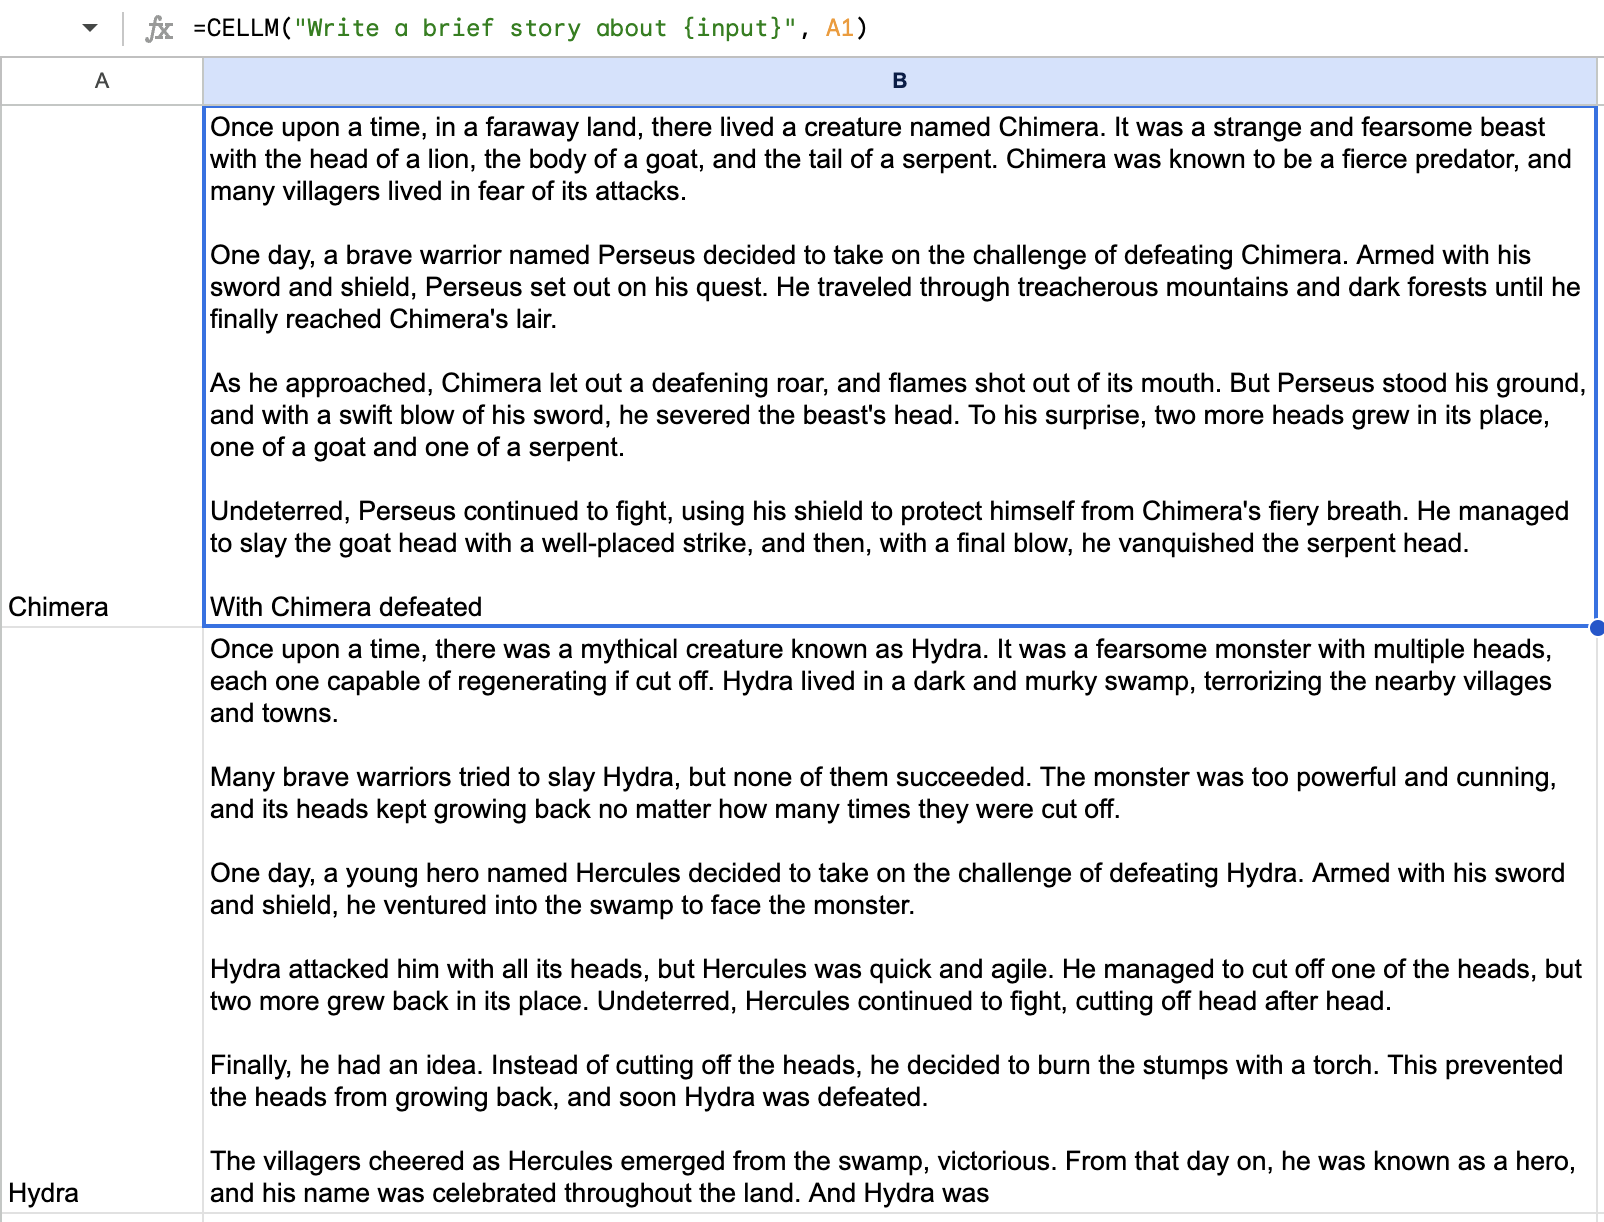 fx =CELLM("Write a brief story about {input}", A1)
A B
Once upon a time, in a faraway land, there lived a creature named Chimera. It was a strange and fearsome beast
with the head of a lion, the body of a goat, and the tail of a serpent. Chimera was known to be a fierce predator, and
many villagers lived in fear of its attacks.
One day, a brave warrior named Perseus decided to take on the challenge of defeating Chimera. Armed with his
sword and shield, Perseus set out on his quest. He traveled through treacherous mountains and dark forests until he
finally reached Chimera's lair.
As he approached, Chimera let out a deafening roar, and flames shot out of its mouth. But Perseus stood his ground,
and with a swift blow of his sword, he severed the beast's head. To his surprise, two more heads grew in its place,
one of a goat and one of a serpent.
Undeterred, Perseus continued to fight, using his shield to protect himself from Chimera's fiery breath. He managed
to slay the goat head with a well-placed strike, and then, with a final blow, he vanquished the serpent head.
Chimera With Chimera defeated
Once upon a time, there was a mythical creature known as Hydra. It was a fearsome monster with multiple heads,
each one capable of regenerating if cut off. Hydra lived in a dark and murky swamp, terrorizing the nearby villages
and towns.
Many brave warriors tried to slay Hydra, but none of them succeeded. The monster was too powerful and cunning,
and its heads kept growing back no matter how many times they were cut off.
One day, a young hero named Hercules decided to take on the challenge of defeating Hydra. Armed with his sword
and shield, he ventured into the swamp to face the monster.
Hydra attacked him with all its heads, but Hercules was quick and agile. He managed to cut off one of the heads, but
two more grew back in its place. Undeterred, Hercules continued to fight, cutting off head after head.
Finally, he had an idea. Instead of cutting off the heads, he decided to burn the stumps with a torch. This prevented
the heads from growing back, and soon Hydra was defeated.
The villagers cheered as Hercules emerged from the swamp, victorious. From that day on, he was known as a hero,
Hydra and his name was celebrated throughout the land. And Hydra was